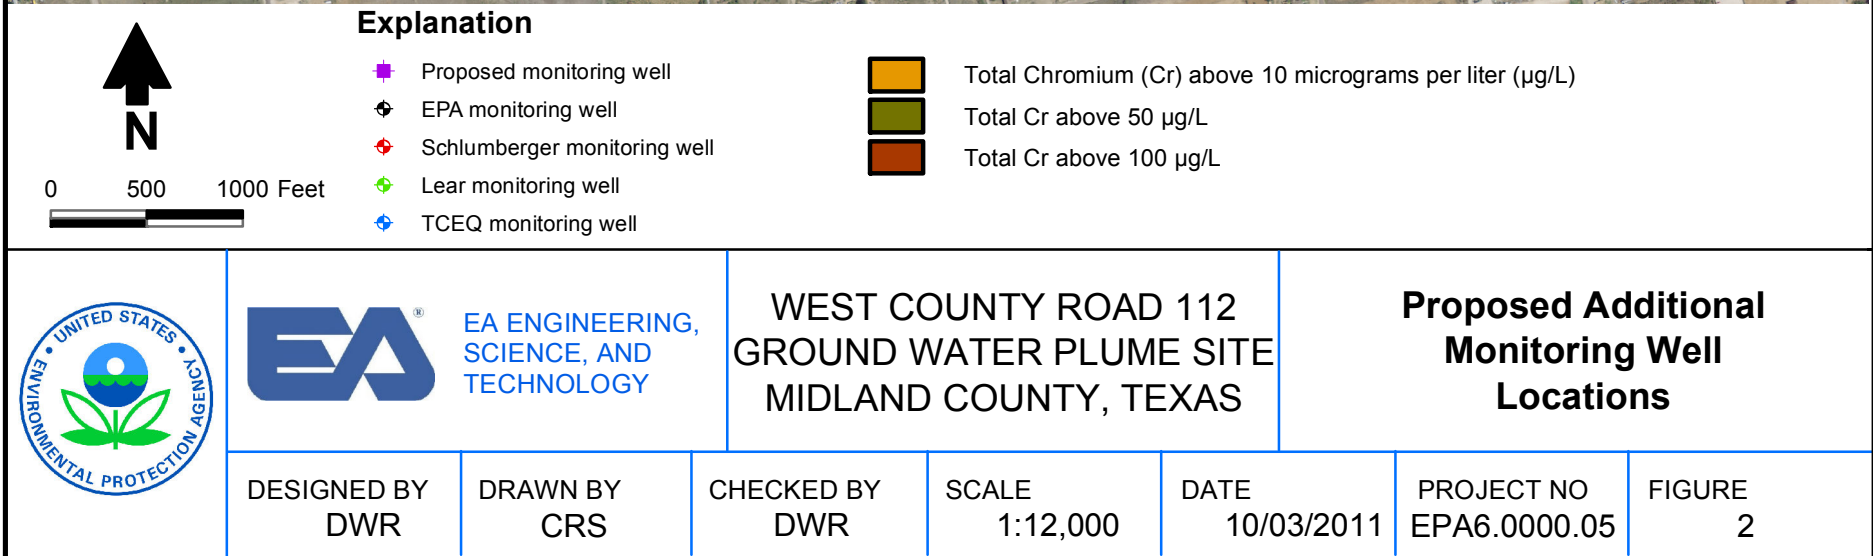 Explanation
N
0 500 1000 Feet
Proposed monitoring well
EPA monitoring well
Schlumberger monitoring well
Lear monitoring well
TCEQ monitoring well
Total Chromium (Cr) above 10 micrograms per liter (µg/L)
Total Cr above 50 µg/L
Total Cr above 100 µg/L
UNITED STATES • ENVIRONMENTAL PROTECTION AGENCY •
EA®
EA ENGINEERING,
SCIENCE, AND
TECHNOLOGY
WEST COUNTY ROAD 112
GROUND WATER PLUME SITE
MIDLAND COUNTY, TEXAS
Proposed Additional
Monitoring Well
Locations
DESIGNED BY
DWR
DRAWN BY
CRS
CHECKED BY
DWR
SCALE
1:12,000
DATE
10/03/2011
PROJECT NO
EPA6.0000.05
FIGURE
2